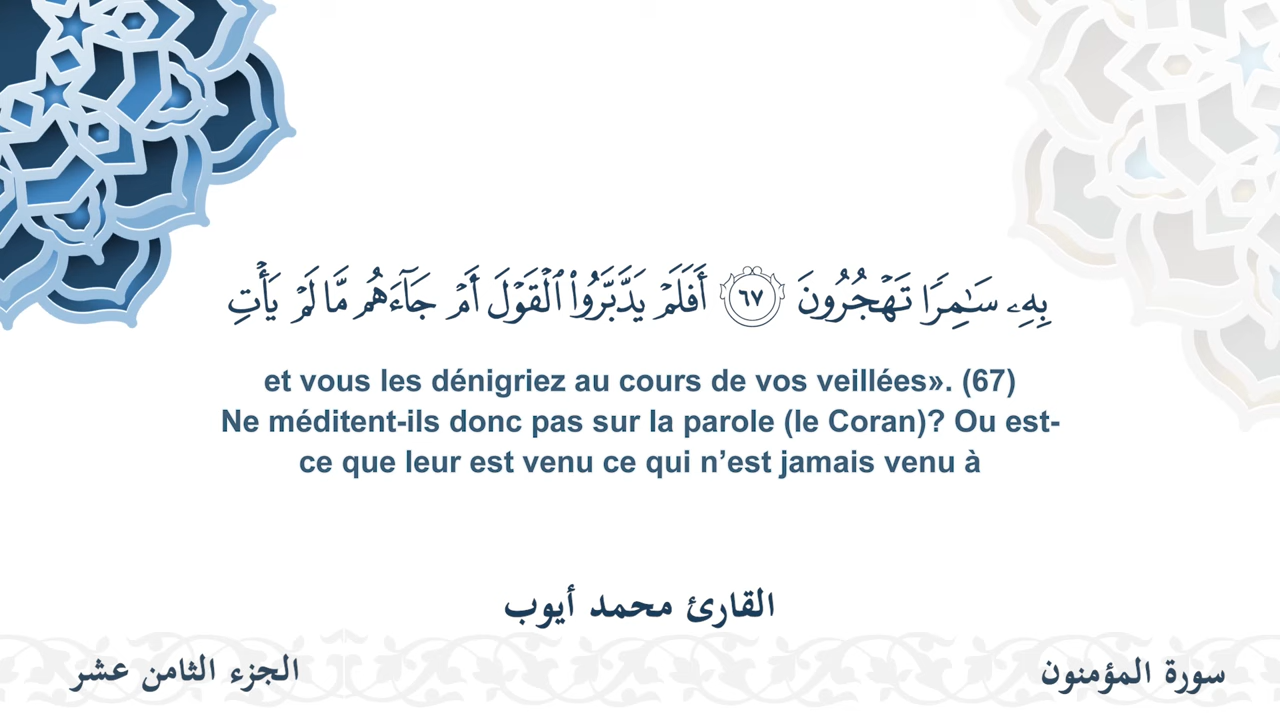 بِهِۦ سَٰمِرٗا تَهۡجُرُونَ ٦٧ أَفَلَمۡ يَدَّبَّرُواْ ٱلۡقَوۡلَ أَمۡ جَآءَهُم مَّا لَمۡ يَأۡتِ
et vous les dénigriez au cours de vos veillées». (67)
Ne méditent-ils donc pas sur la parole (le Coran)? Ou est-
ce que leur est venu ce qui n’est jamais venu à
القارئ محمد أيوب
سورة المؤمنون
الجزء الثامن عشر